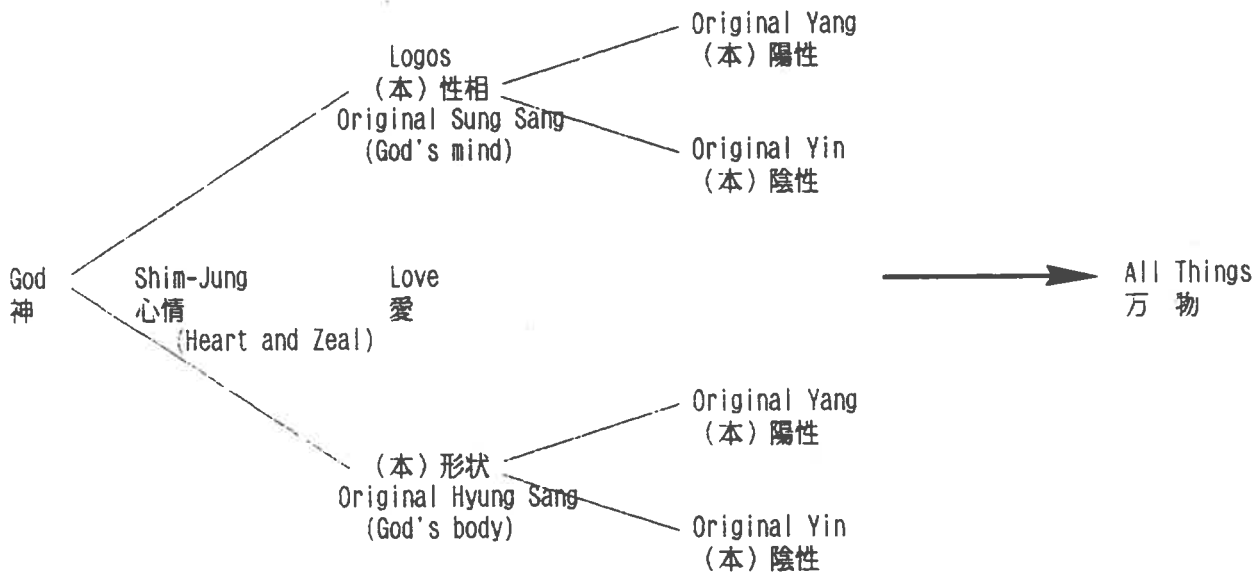 Original Yang
（本）陽性
Logos
（本）性相
Original Sung Sang
(God's mind)
Original Yin
（本）陰性
God
神
Shim-Jung
心情
(Heart and Zeal)
Love
愛
All Things
万 物
Original Yang
（本）陽性
（本）形状
Original Hyung Sang
(God's body)
Original Yin
（本）陰性